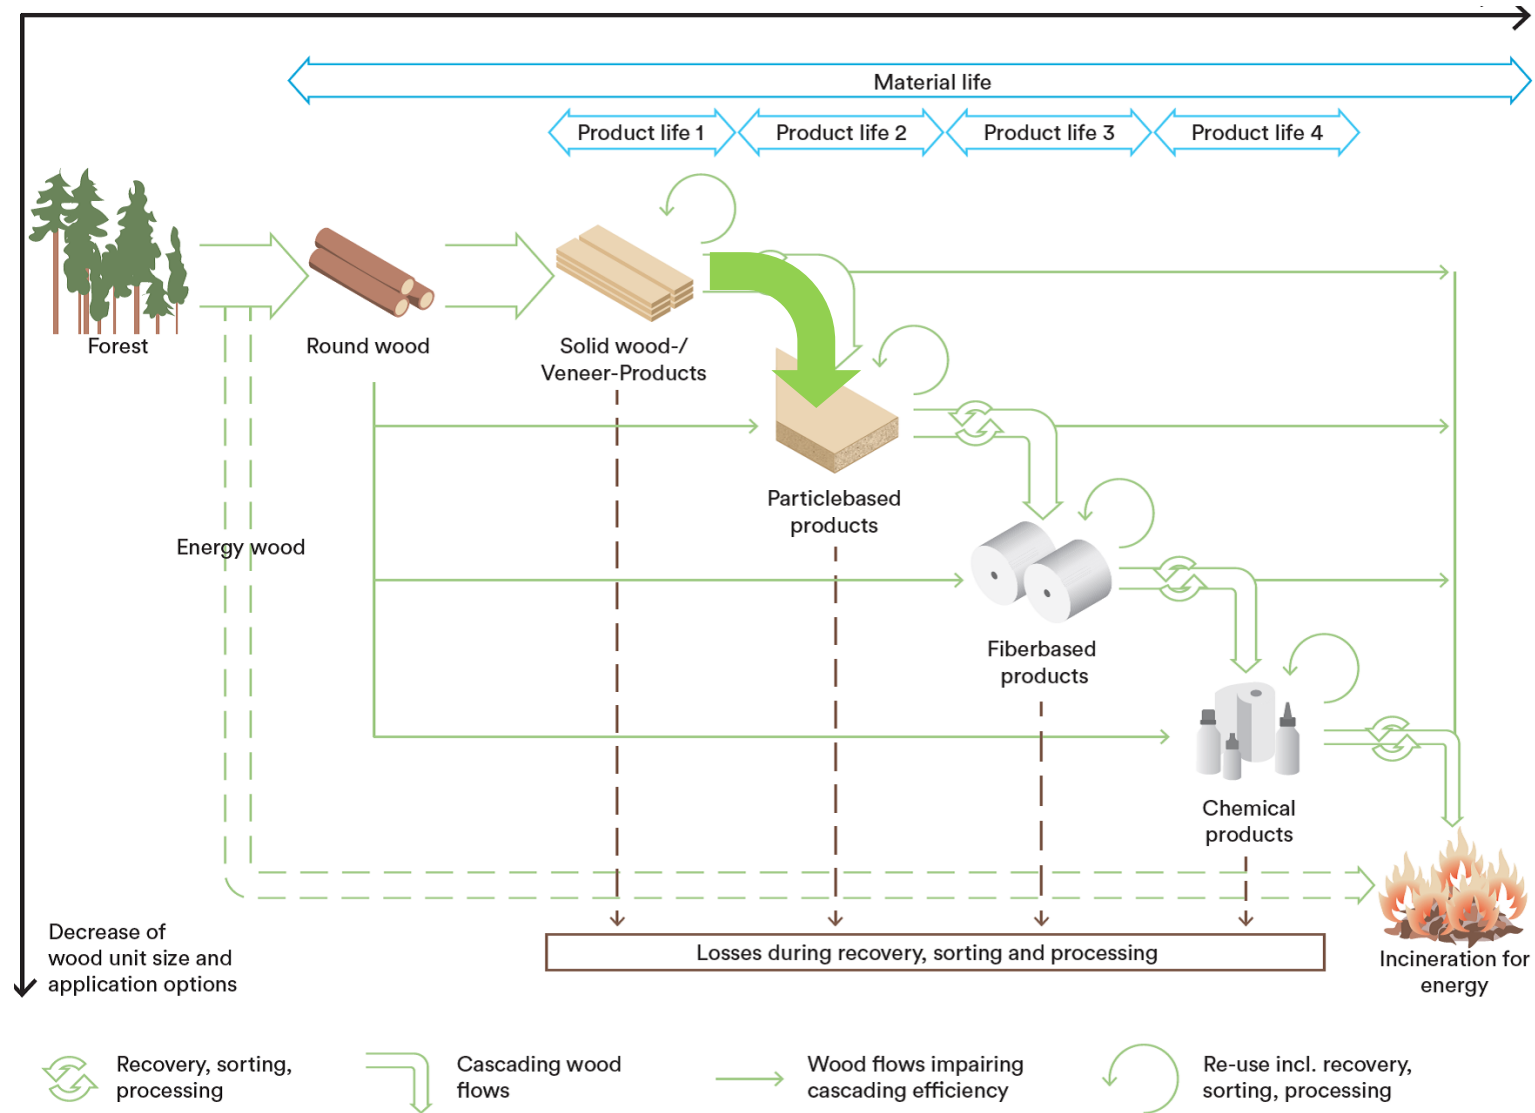 Material life
Product life 1
Product life 2
Product life 3
Product life 4
Forest
Round wood
Solid wood-/
Veneer-Products
Particlebased
products
Energy wood
Fiberbased
products
Chemical
products
Decrease of
wood unit size and
application options
Losses during recovery, sorting and processing
Incineration for
energy
Recovery, sorting,
processing
Cascading wood
flows
Wood flows impairing
cascading efficiency
Re-use incl. recovery,
sorting, processing